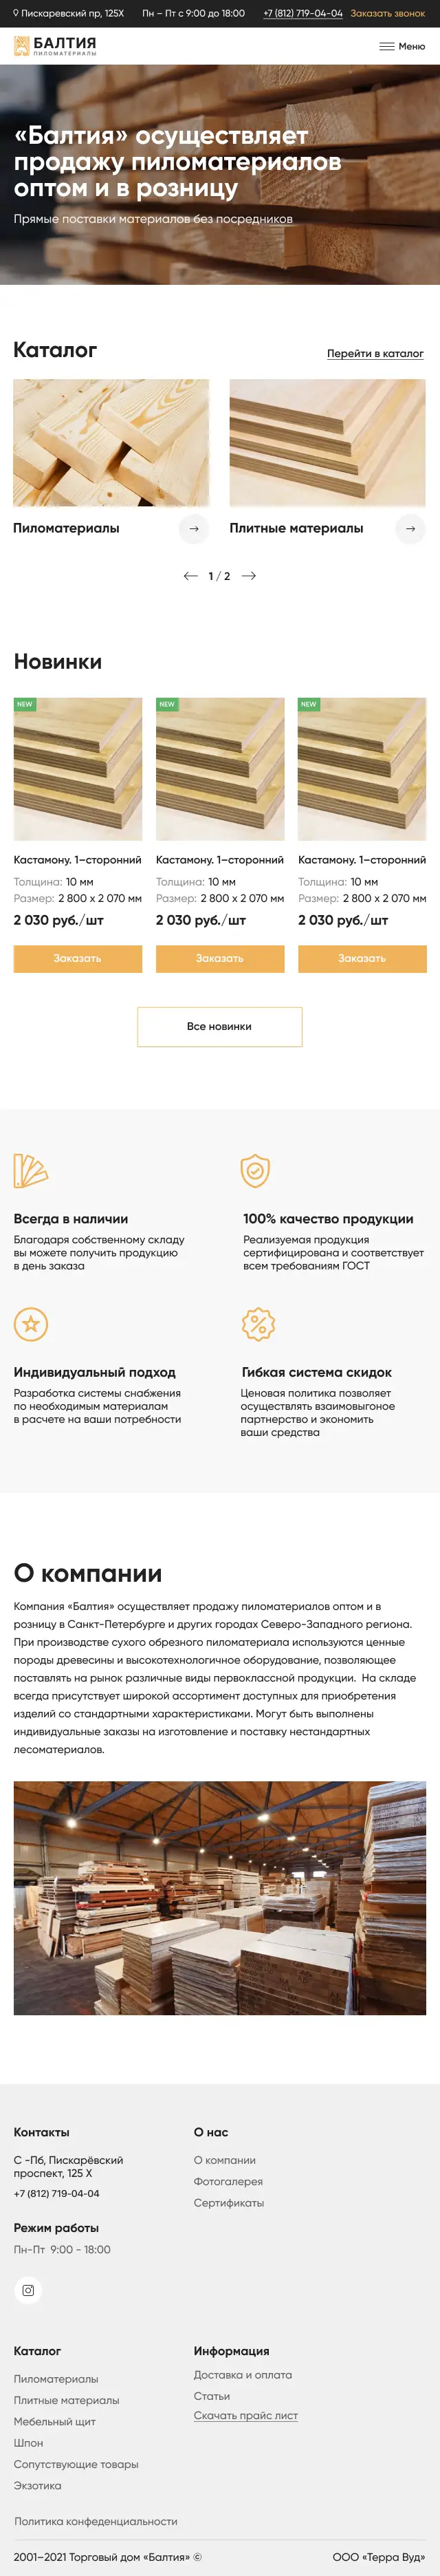 Писаревский пр, 125Х Пн – Пт с 9:00 до 18:00 +7 (812) 719-04-04 Заказать звонок
БАЛТИЯ
ПИЛОМАТЕРИАЛЫ
Меню
«Балтия» осуществляет
продажу пиломатериалов
оптом и в розницу
Прямые поставки материалов без посредников
Каталог
Перейти в каталог
Пиломатериалы
Плитные материалы
1 / 2
Новинки
NEW NEW NEW
Кастамону. 1–сторонний Кастамону. 1–сторонний Кастамону. 1–сторонний
Толщина: 10 мм Толщина: 10 мм Толщина: 10 мм
Размер: 2 800 х 2 070 мм Размер: 2 800 х 2 070 мм Размер: 2 800 х 2 070 мм
2 030 руб./шт 2 030 руб./шт 2 030 руб./шт
Заказать Заказать Заказать
Все новинки
Всегда в наличии
Благодаря собственному складу
вы можете получить продукцию
в день заказа
100% качество продукции
Реализуемая продукция
сертифицирована и соответствует
всем требованиям ГОСТ
Индивидуальный подход
Разработка системы снабжения
по необходимым материалам
в расчете на ваши потребности
Гибкая система скидок
Ценовая политика позволяет
осуществлять взаимовыгоное
партнерство и экономить
ваши средства
О компании
Компания «Балтия» осуществляет продажу пиломатериалов оптом и в
розницу в Санкт-Петербурге и других городах Северо-Западного региона.
При производстве сухого обрезного пиломатериала используются ценные
породы древесины и высокотехнологичное оборудование, позволяющее
поставлять на рынок различные виды первоклассной продукции. На складе
всегда присутствует широкой ассортимент доступных для приобретения
изделий со стандартными характеристиками. Могут быть выполнены
индивидуальные заказы на изготовление и поставку нестандартных
лесоматериалов.
Контакты
С -Пб, Пискарёвский
проспект, 125 Х
+7 (812) 719-04-04
Режим работы
Пн-Пт 9:00 - 18:00
О нас
О компании
Фотогалерея
Сертификаты
Каталог
Пиломатериалы
Плитные материалы
Мебельный щит
Шпон
Сопутствующие товары
Экзотика
Информация
Доставка и оплата
Статьи
Скачать прайс лист
Политика конфеденциальности
2001–2021 Торговый дом «Балтия» © ООО «Терра Вуд»